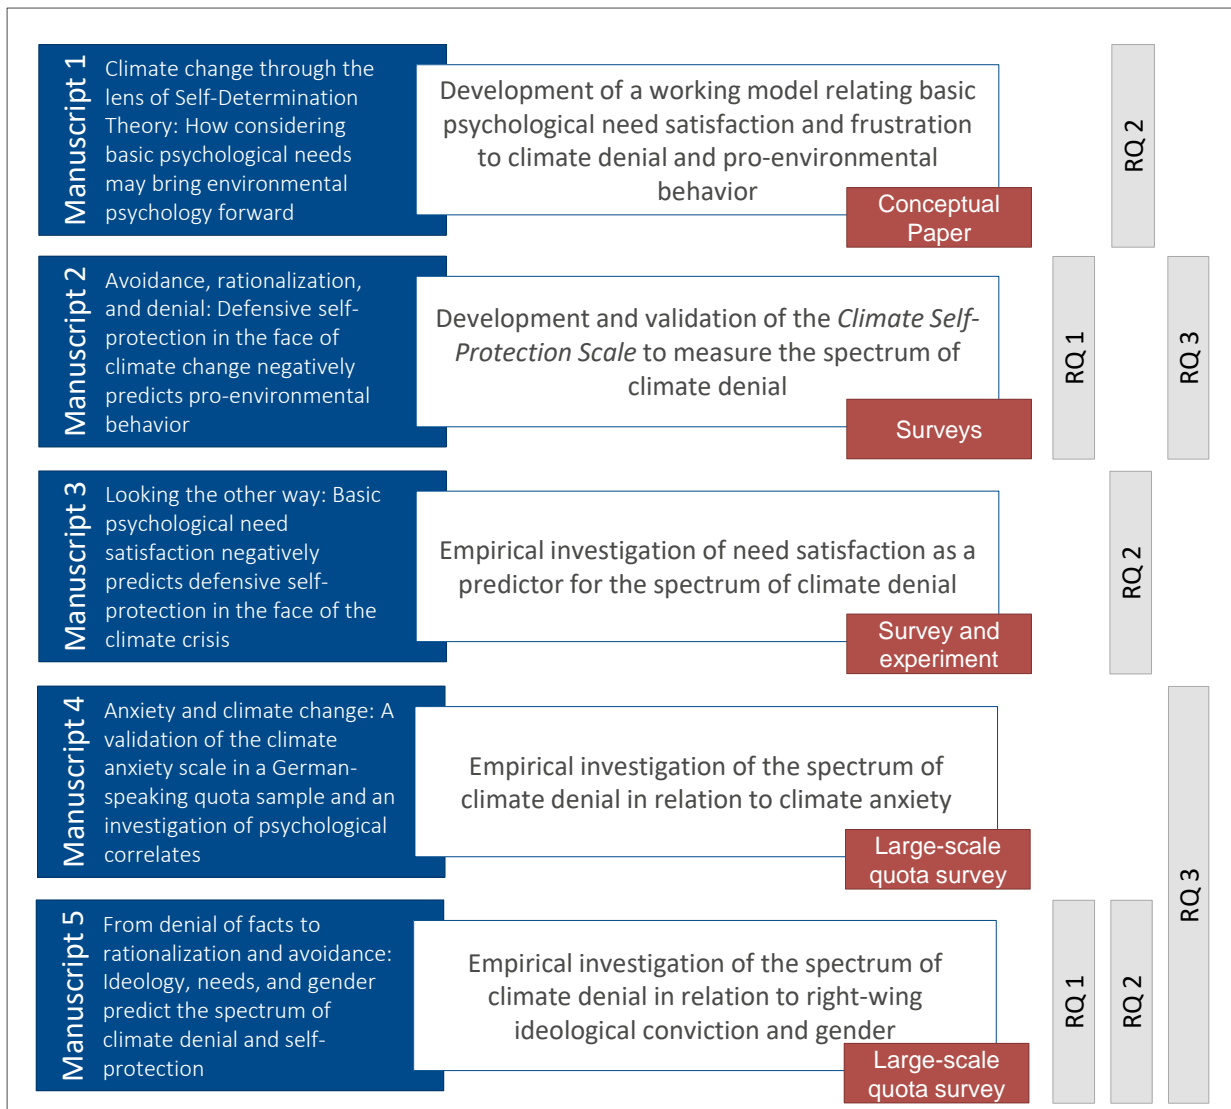 Manuscript 1
Climate change through the
lens of Self-Determination
Theory: How considering
basic psychological needs
may bring environmental
psychology forward
Development of a working model relating basic
psychological need satisfaction and frustration
to climate denial and pro-environmental
behavior
Conceptual
Paper
RQ 2
Manuscript 2
Avoidance, rationalization,
and denial: Defensive self-
protection in the face of
climate change negatively
predicts pro-environmental
behavior
Development and validation of the Climate Self-
Protection Scale to measure the spectrum of
climate denial
Surveys
RQ 1
RQ 3
Manuscript 3
Looking the other way: Basic
psychological need
satisfaction negatively
predicts defensive self-
protection in the face of the
climate crisis
Empirical investigation of need satisfaction as a
predictor for the spectrum of climate denial
Survey and
experiment
RQ 2
Manuscript 4
Anxiety and climate change: A
validation of the climate
anxiety scale in a German-
speaking quota sample and an
investigation of psychological
correlates
Empirical investigation of the spectrum of
climate denial in relation to climate anxiety
Large-scale
quota survey
RQ 3
Manuscript 5
From denial of facts to
rationalization and avoidance:
Ideology, needs, and gender
predict the spectrum of
climate denial and self-
protection
Empirical investigation of the spectrum of
climate denial in relation to right-wing
ideological conviction and gender
Large-scale
quota survey
RQ 1
RQ 2